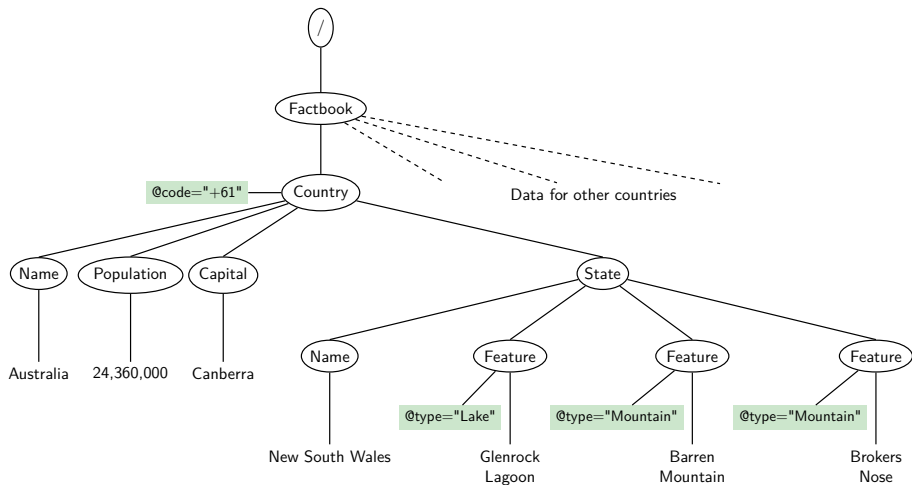 /
Factbook
@code="+61"
Country
Data for other countries
Name
Population
Capital
State
Name
Feature
Feature
Feature
Australia
24,360,000
Canberra
@type="Lake"
@type="Mountain"
@type="Mountain"
New South Wales
Glenrock
Lagoon
Barren
Mountain
Brokers
Nose